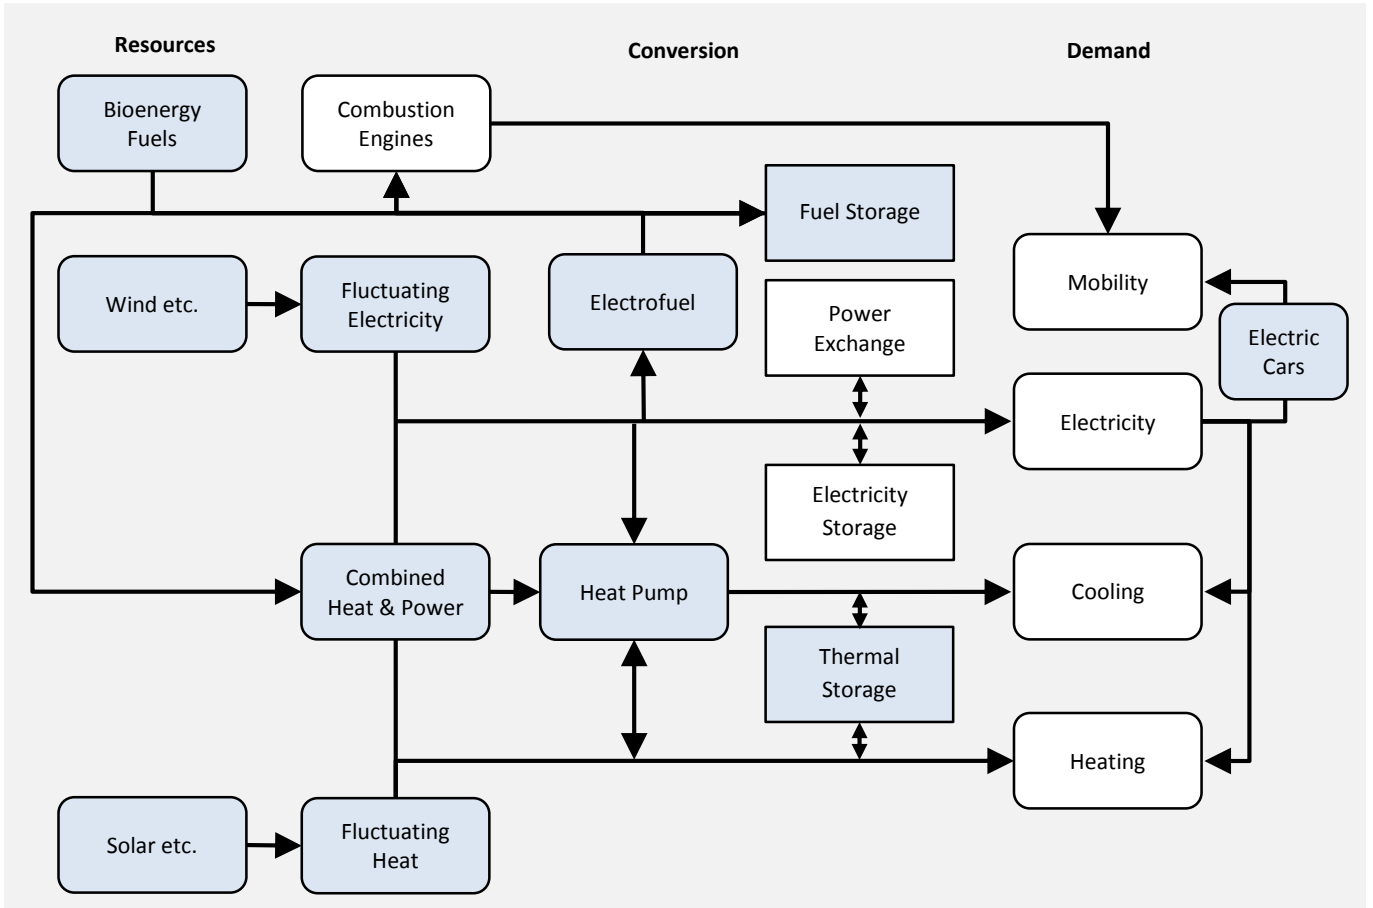 Resources
Conversion
Demand
Bioenergy
Fuels
Combustion
Engines
Fuel Storage
Wind etc.
Fluctuating
Electricity
Electrofuel
Power
Exchange
Mobility
Electric
Cars
Electricity
Electricity
Storage
Combined
Heat & Power
Heat Pump
Cooling
Thermal
Storage
Heating
Solar etc.
Fluctuating
Heat